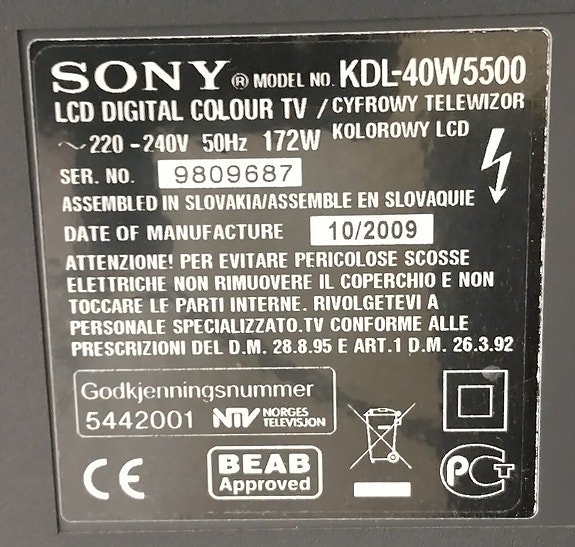 SONY ® MODEL NO. KDL-40W5500
LCD DIGITAL COLOUR TV / CYFROWY TELEWIZOR
KOLOROWY LCD
~220 -240V 50Hz 172W
SER. NO. 9809687
ASSEMBLED IN SLOVAKIA/ASSEMBLE EN SLOVAQUIE
DATE OF MANUFACTURE 10/2009
ATTENZIONE! PER EVITARE PERICOLOSE SCOSSE
ELETTRICHE NON RIMUOVERE IL COPERCHIO E NON
TOCCARE LE PARTI INTERNE. RIVOLGETEVI A
PERSONALE SPECIALIZZATO.TV CONFORME ALLE
PRESCRIZIONI DEL D.M. 28.8.95 E ART.1 D.M. 26.3.92
Godkjenningsnummer
5442001 NTV NORGES
TELEVISJON
CE
BEAB
Approved
PCT